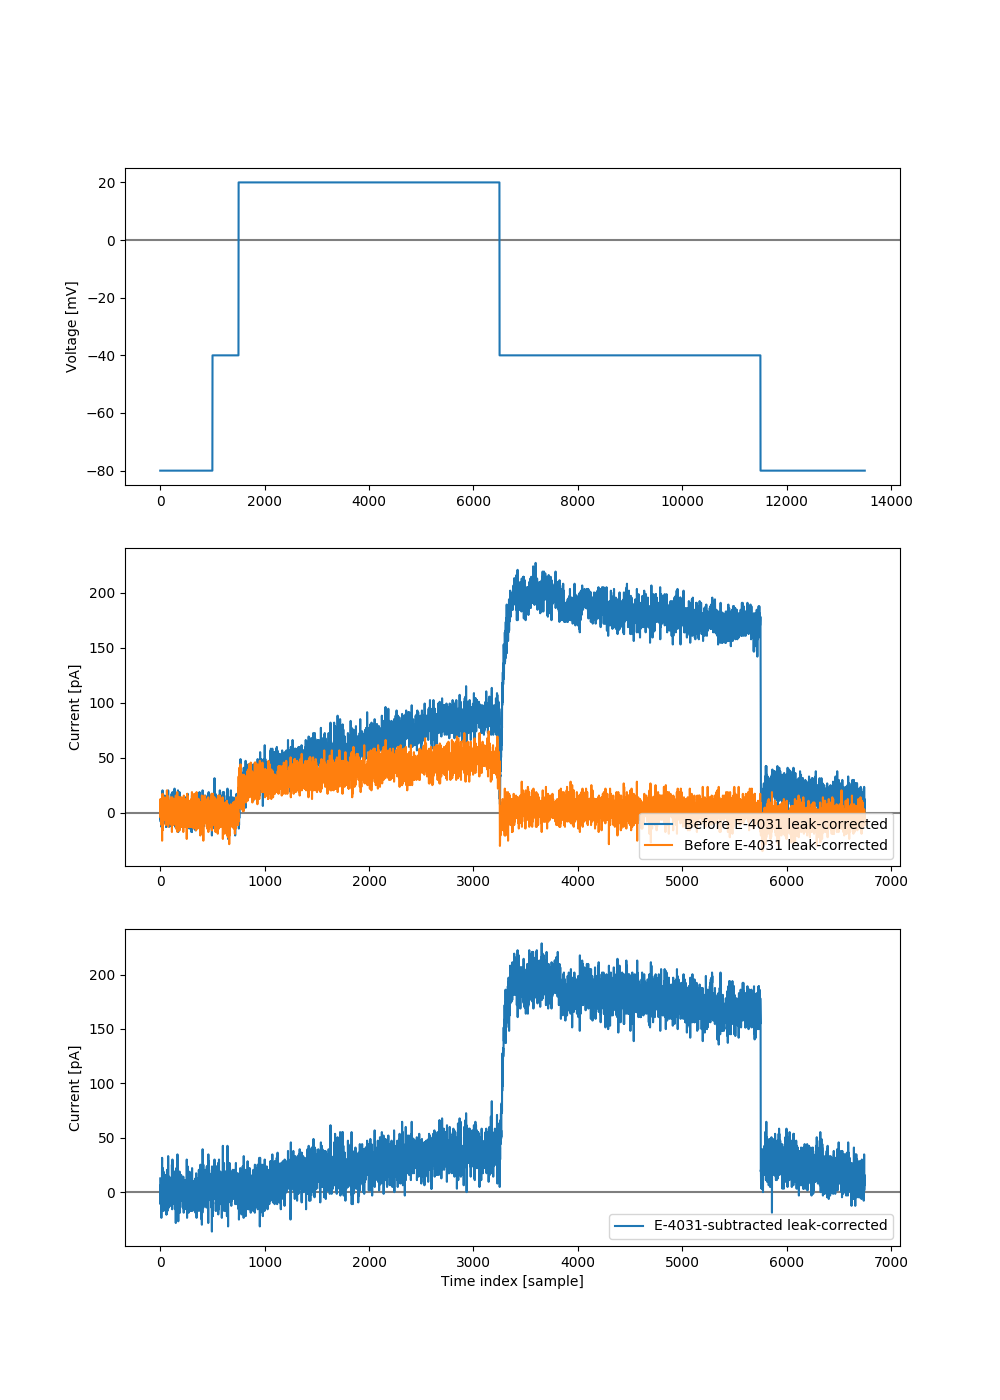 20
0
−20
−40
−60
−80
Voltage [mV]
0 2000 4000 6000 8000 10000 12000 14000
200
150
100
50
0
Current [pA]
Before E-4031 leak-corrected
Before E-4031 leak-corrected
0 1000 2000 3000 4000 5000 6000 7000
200
150
100
50
0
Current [pA]
E-4031-subtracted leak-corrected
0 1000 2000 3000 4000 5000 6000 7000
Time index [sample]